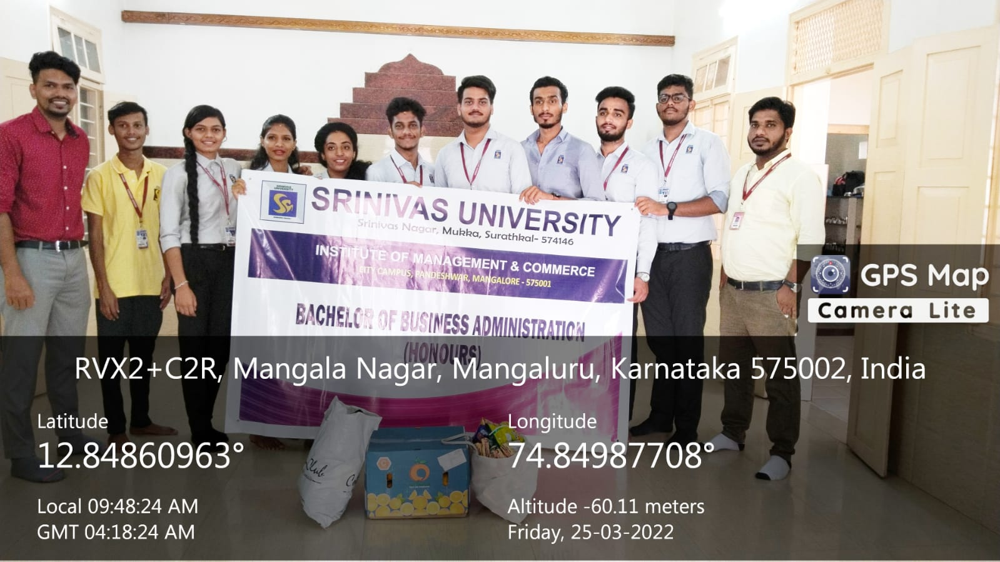 SRINIVAS UNIVERSITY
SRINIVAS UNIVERSITY
Srinivas Nagar, Mukka, Surathkal- 574146
INSTITUTE OF MANAGEMENT & COMMERCE
CITY CAMPUS, PANDESHWAR, MANGALORE - 575001
BACHELOR OF BUSINESS ADMINISTRATION
(HONOURS)
GPS Map
Camera Lite
RVX2+C2R, Mangala Nagar, Mangaluru, Karnataka 575002, India
Latitude
12.84860963°
Longitude
74.84987708°
Local 09:48:24 AM
GMT 04:18:24 AM
Altitude -60.11 meters
Friday, 25-03-2022
Club